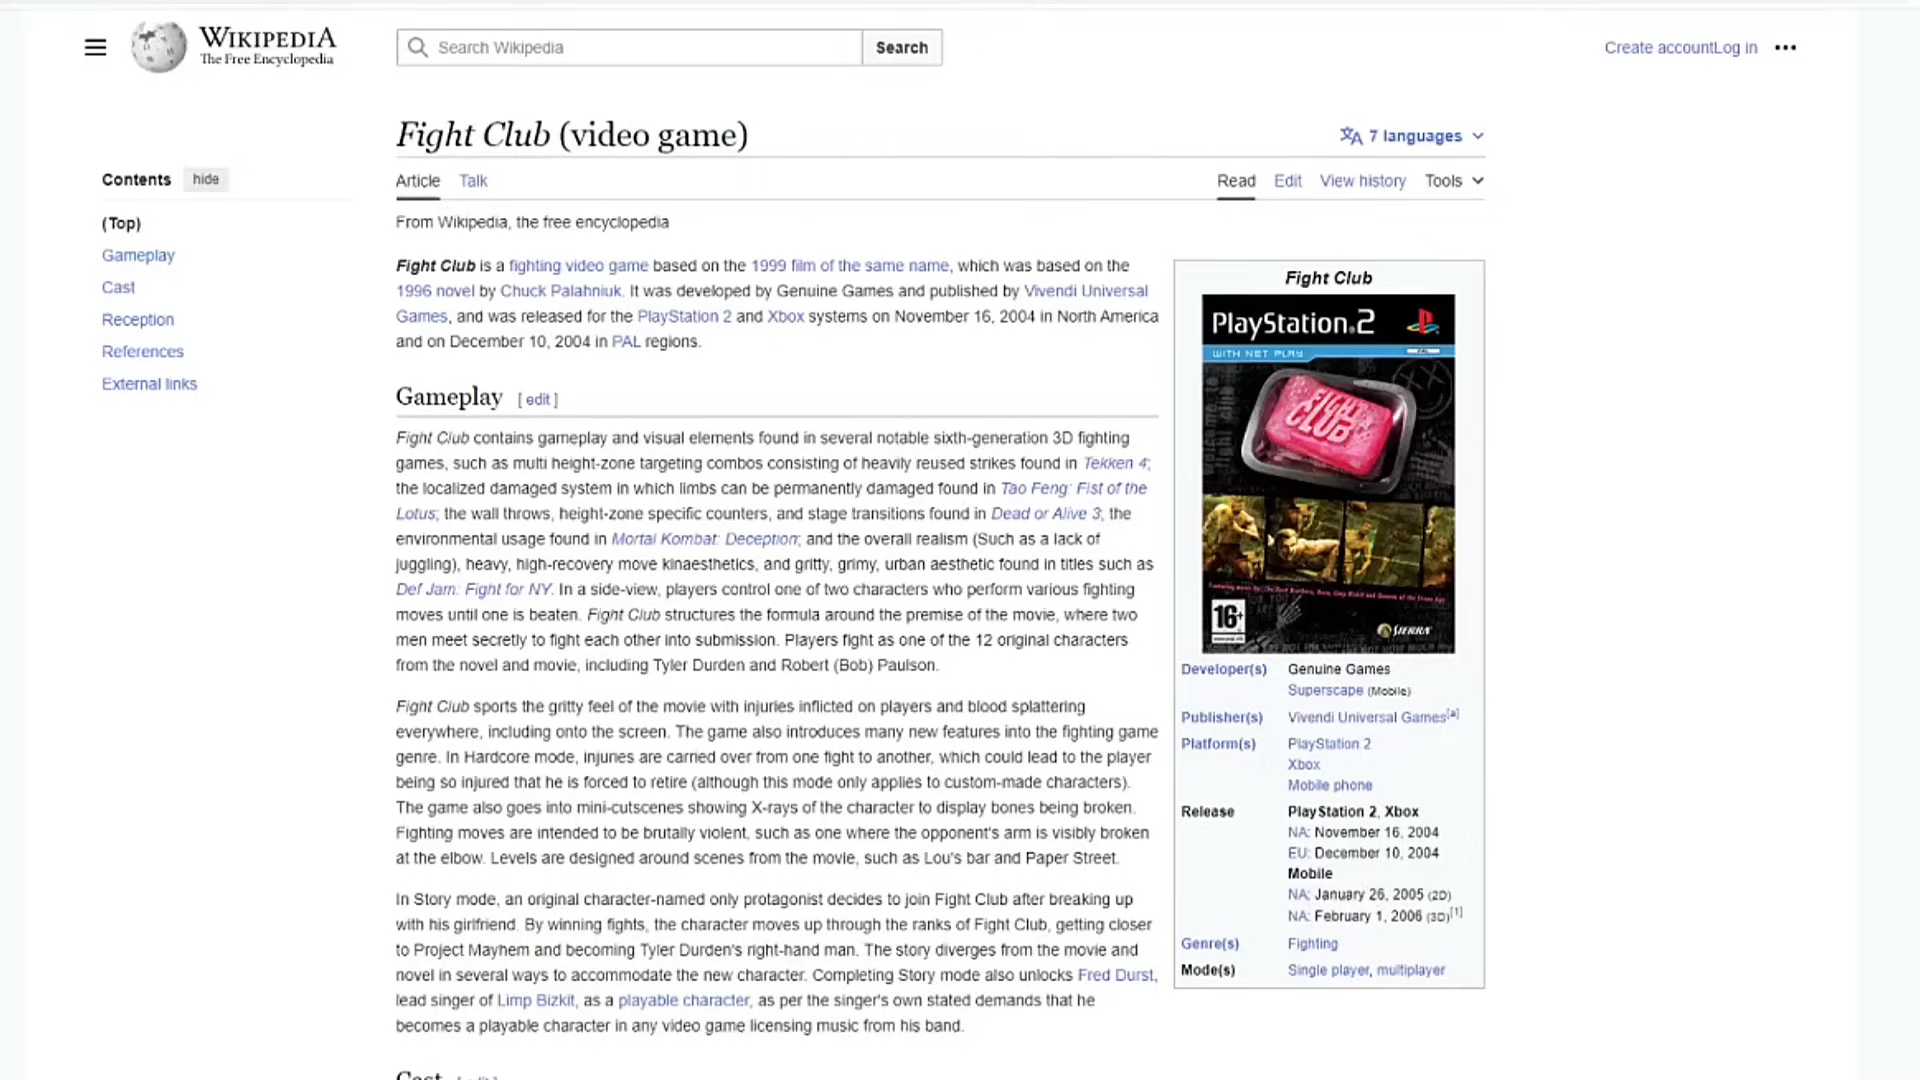 WIKIPEDIA
The Free Encyclopedia
Search Wikipedia
Search
Create account Log in
Fight Club (video game)
7 languages
Contents hide
Article Talk
Read Edit View history Tools
(Top)
Gameplay
Cast
Reception
References
External links
From Wikipedia, the free encyclopedia
Fight Club is a fighting video game based on the 1999 film of the same name, which was based on the
1996 novel by Chuck Palahniuk. It was developed by Genuine Games and published by Vivendi Universal
Games, and was released for the PlayStation 2 and Xbox systems on November 16, 2004 in North America
and on December 10, 2004 in PAL regions.
Gameplay [ edit ]
Fight Club contains gameplay and visual elements found in several notable sixth-generation 3D fighting
games, such as multi height-zone targeting combos consisting of heavily reused strikes found in Tekken 4;
the localized damaged system in which limbs can be permanently damaged found in Tao Feng: Fist of the
Lotus; the wall throws, height-zone specific counters, and stage transitions found in Dead or Alive 3; the
environmental usage found in Mortal Kombat: Deception; and the overall realism (Such as a lack of
juggling), heavy, high-recovery move kinaesthetics, and gritty, grimy, urban aesthetic found in titles such as
Def Jam: Fight for NY. In a side-view, players control one of two characters who perform various fighting
moves until one is beaten. Fight Club structures the formula around the premise of the movie, where two
men meet secretly to fight each other into submission. Players fight as one of the 12 original characters
from the novel and movie, including Tyler Durden and Robert (Bob) Paulson.
Fight Club sports the gritty feel of the movie with injuries inflicted on players and blood splattering
everywhere, including onto the screen. The game also introduces many new features into the fighting game
genre. In Hardcore mode, injuries are carried over from one fight to another, which could lead to the player
being so injured that he is forced to retire (although this mode only applies to custom-made characters).
The game also goes into mini-cutscenes showing X-rays of the character to display bones being broken.
Fighting moves are intended to be brutally violent, such as one where the opponent's arm is visibly broken
at the elbow. Levels are designed around scenes from the movie, such as Lou's bar and Paper Street.
In Story mode, an original character-named only protagonist decides to join Fight Club after breaking up
with his girlfriend. By winning fights, the character moves up through the ranks of Fight Club, getting closer
to Project Mayhem and becoming Tyler Durden's right-hand man. The story diverges from the movie and
novel in several ways to accommodate the new character. Completing Story mode also unlocks Fred Durst,
lead singer of Limp Bizkit, as a playable character, as per the singer's own stated demands that he
becomes a playable character in any video game licensing music from his band.
Cast [ edit ]
Fight Club
PlayStation 2
WITH NET PLAY
FIGHT
CLUB
16+
SIERRA
Developer(s) Genuine Games
Superscape (Mobile)
Publisher(s) Vivendi Universal Games[a]
Platform(s) PlayStation 2
Xbox
Mobile phone
Release PlayStation 2, Xbox
NA: November 16, 2004
EU: December 10, 2004
Mobile
NA: January 26, 2005 (2D)
NA: February 1, 2006 (3D)[1]
Genre(s) Fighting
Mode(s) Single player, multiplayer